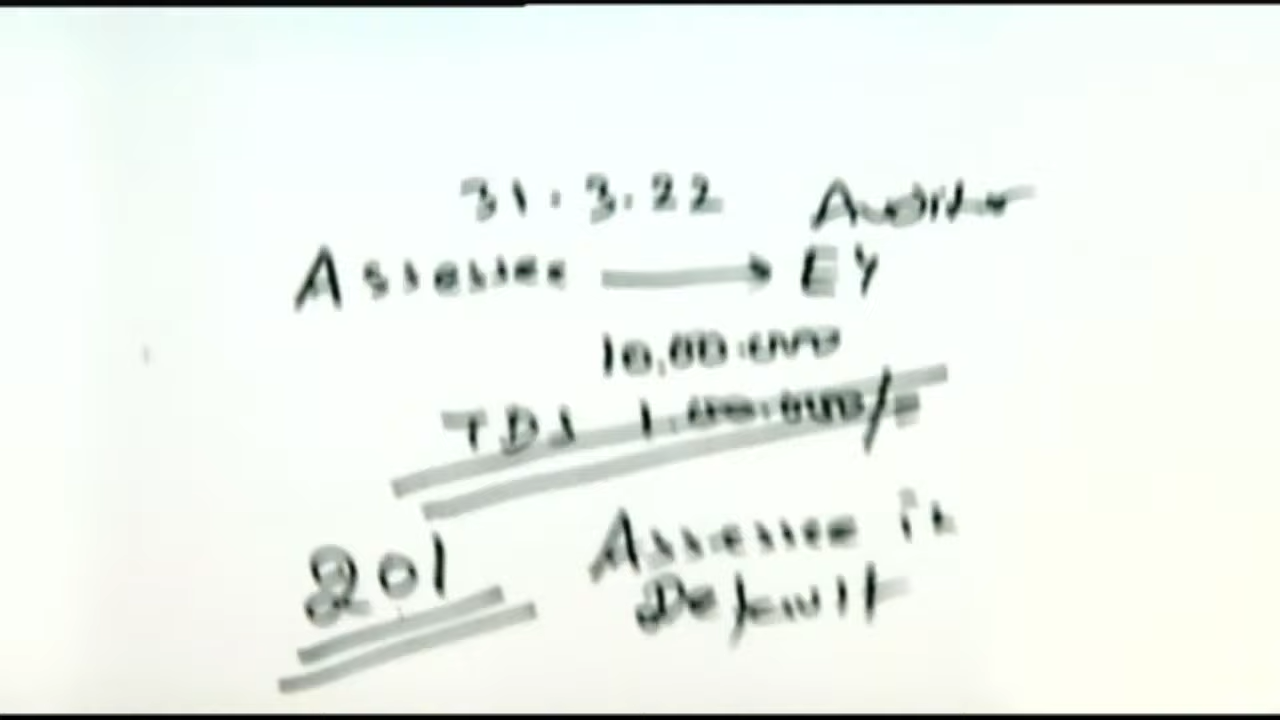 31.3.22 Auditor
Assessee → EY
10,00,000
TDS 1,00,000/-
201 Assessee in
Default